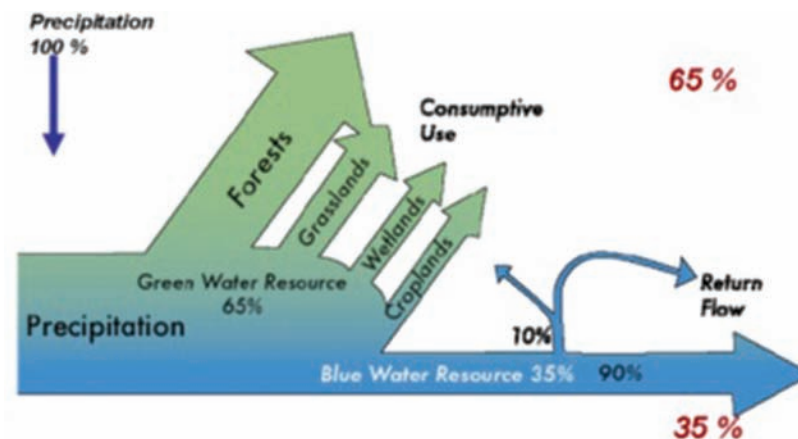 Precipitation
100 %
65 %
Consumptive
Use
Forests
Grasslands
Wetlands
Croplands
Green Water Resource
65%
Precipitation
Return
Flow
10%
Blue Water Resource 35% 90%
35 %